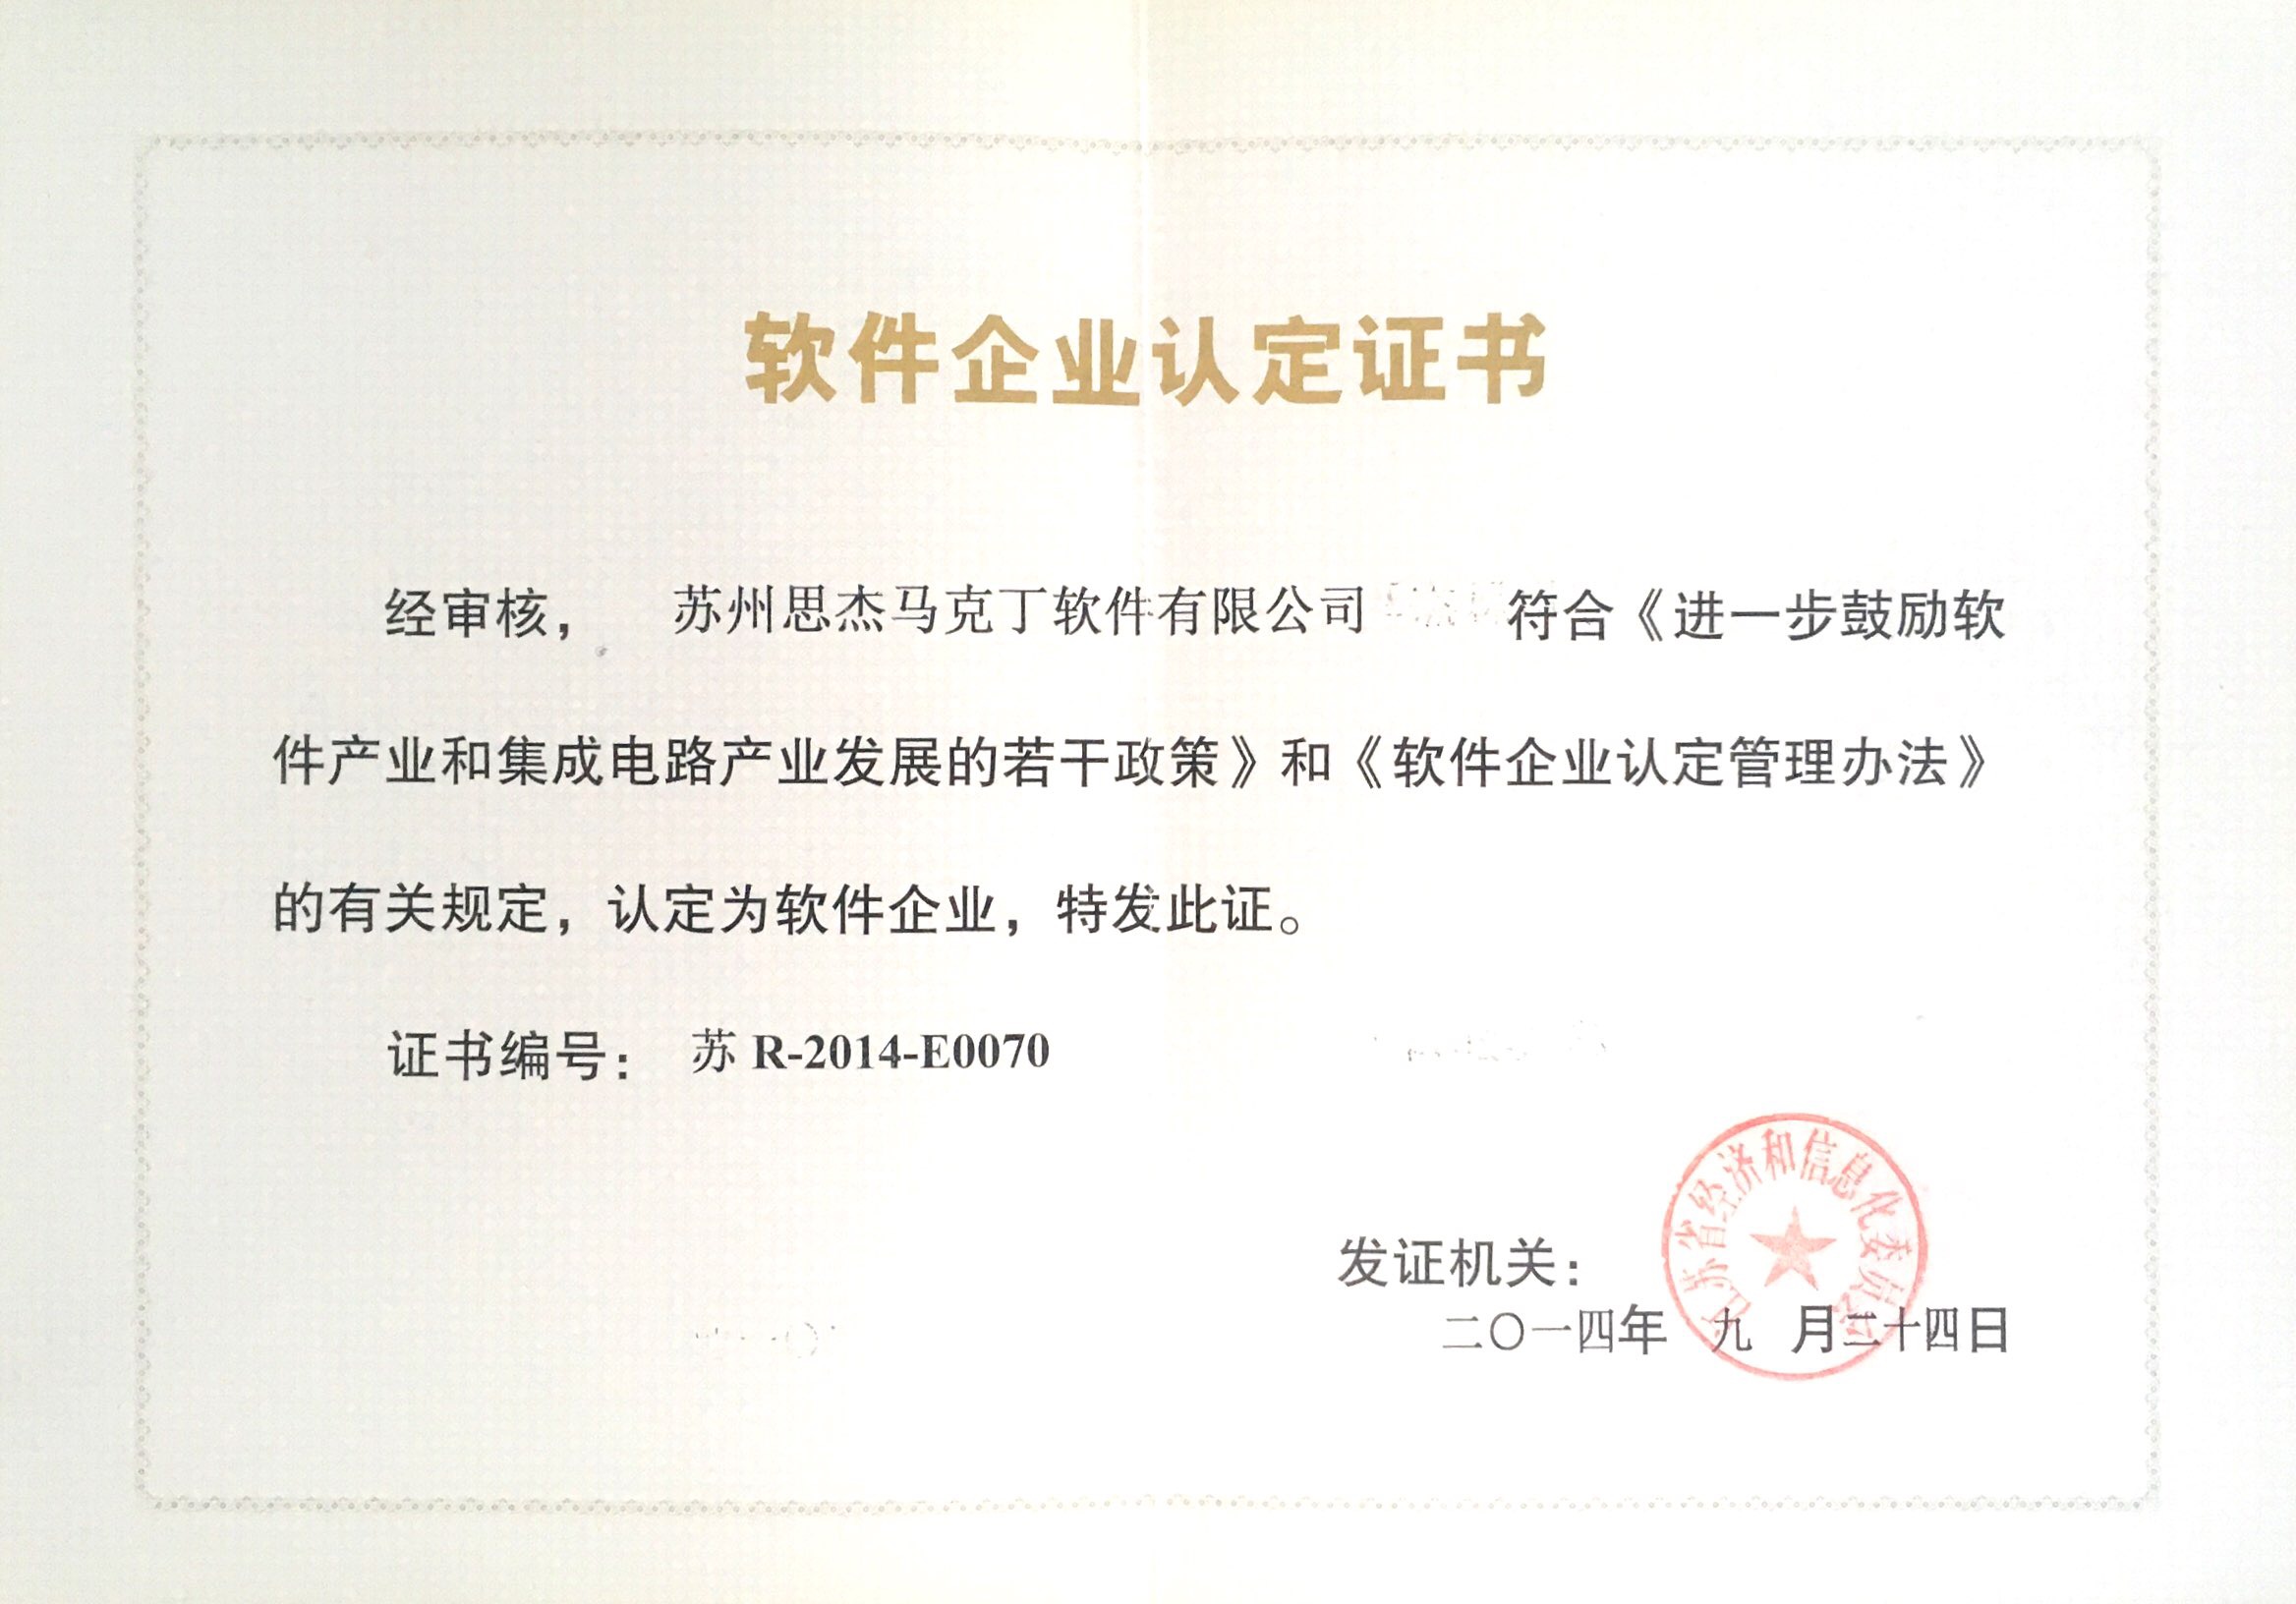 软件企业认定证书
经审核， 苏州思杰马克丁软件有限公司 符合《进一步鼓励软
件产业和集成电路产业发展的若干政策》和《软件企业认定管理办法》
的有关规定，认定为软件企业，特发此证。
证书编号： 苏 R-2014-E0070
江苏省经济和信息化委员会
发证机关：
二〇一四年 九 月二十四日